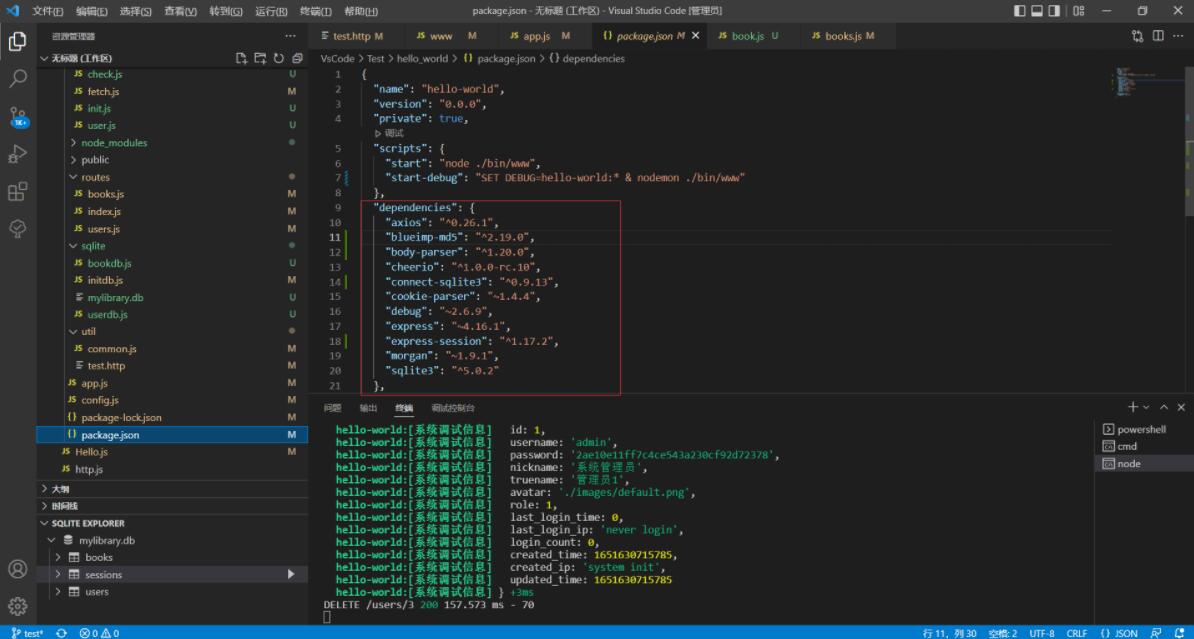 文件(F) 编辑(E) 选择(S) 查看(V) 转到(G) 运行(R) 终端(T) 帮助(H) package.json - 无标题 (工作区) - Visual Studio Code [管理员]
资源管理器 ···
test.http M JS www M JS app.js M {} package.json M JS book.js U JS books.js M
无标题 (工作区)
VsCode > Test > hello_world > {} package.json > {} dependencies
JS check.js U
JS fetch.js M
JS init.js U
JS user.js U
node_modules
public
routes
JS books.js M
JS index.js M
JS users.js M
sqlite
JS bookdb.js U
JS initdb.js M
mylibrary.db U
JS userdb.js U
util
JS common.js M
test.http M
JS app.js M
JS config.js M
{} package-lock.json M
{} package.json M
JS Hello.js M
JS http.js
大纲
时间线
SQLITE EXPLORER
mylibrary.db
books
sessions
users
1K+
1 {
2 "name": "hello-world",
3 "version": "0.0.0",
4 "private": true,
调试
5 "scripts": {
6 "start": "node ./bin/www",
7 "start-debug": "SET DEBUG=hello-world:* & nodemon ./bin/www"
8 },
9 "dependencies": {
10 "axios": "^0.26.1",
11 "blueimp-md5": "^2.19.0",
12 "body-parser": "^1.20.0",
13 "cheerio": "^1.0.0-rc.10",
14 "connect-sqlite3": "^0.9.13",
15 "cookie-parser": "~1.4.4",
16 "debug": "~2.6.9",
17 "express": "~4.16.1",
18 "express-session": "^1.17.2",
19 "morgan": "~1.9.1",
20 "sqlite3": "^5.0.2"
21 },
问题 输出 终端 调试控制台
hello-world:[系统调试信息] id: 1,
hello-world:[系统调试信息] username: 'admin',
hello-world:[系统调试信息] password: '2ae10e11ff7c4ce543a230cf92d72378',
hello-world:[系统调试信息] nickname: '系统管理员',
hello-world:[系统调试信息] truename: '管理员1',
hello-world:[系统调试信息] avatar: './images/default.png',
hello-world:[系统调试信息] role: 1,
hello-world:[系统调试信息] last_login_time: 0,
hello-world:[系统调试信息] last_login_ip: 'never login',
hello-world:[系统调试信息] login_count: 0,
hello-world:[系统调试信息] created_time: 1651630715785,
hello-world:[系统调试信息] created_ip: 'system init',
hello-world:[系统调试信息] updated_time: 1651630715785
hello-world:[系统调试信息] } +3ms
DELETE /users/3 200 157.573 ms - 70
powershell
cmd
node
test* 0 0 行 11，列 30 空格: 2 UTF-8 CRLF {} JSON